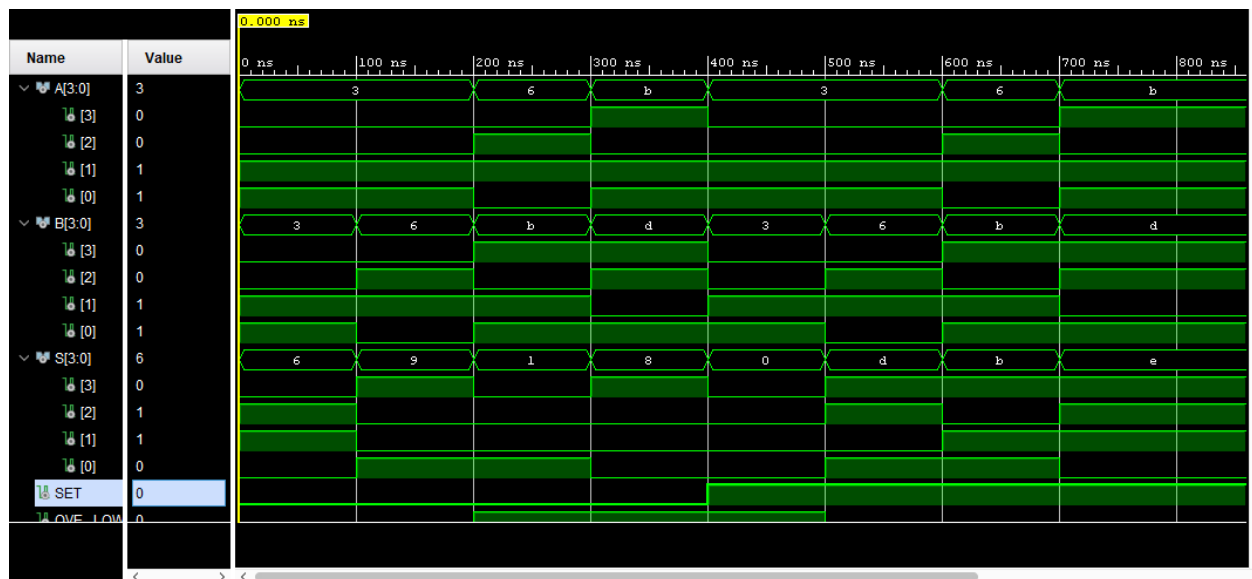 0.000 ns
Name Value
0 ns 100 ns 200 ns 300 ns 400 ns 500 ns 600 ns 700 ns 800 ns
A[3:0] 3 3 6 b 3 6 b
[3] 0
[2] 0
[1] 1
[0] 1
B[3:0] 3 3 6 b d 3 6 b d
[3] 0
[2] 0
[1] 1
[0] 1
S[3:0] 6 6 9 1 8 0 d b e
[3] 0
[2] 1
[1] 1
[0] 0
SET 0